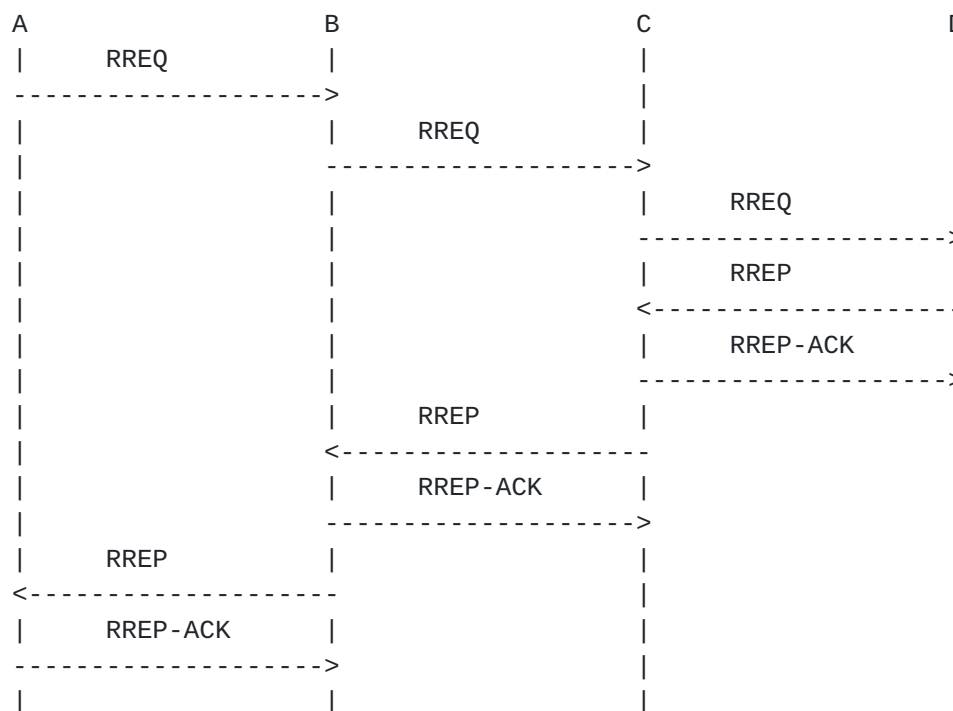 A B C D
| RREQ | |
--------------------> |
| | RREQ |
| -------------------->
| | | RREQ
| | -------------------->
| | | RREP
| | <--------------------
| | | RREP-ACK
| | -------------------->
| | RREP |
| <--------------------
| | RREP-ACK |
| -------------------->
| RREP | |
<-------------------- |
| RREP-ACK | |
--------------------> |
| | |